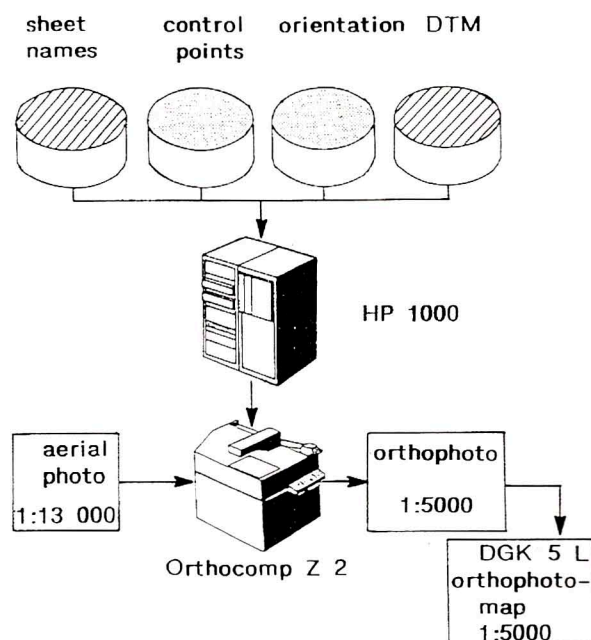 sheet names
control points
orientation
DTM
HP 1000
aerial
photo
1:13 000
orthophoto
1:5000
Orthocomp Z 2
DGK 5 L
orthophoto-
map
1:5000